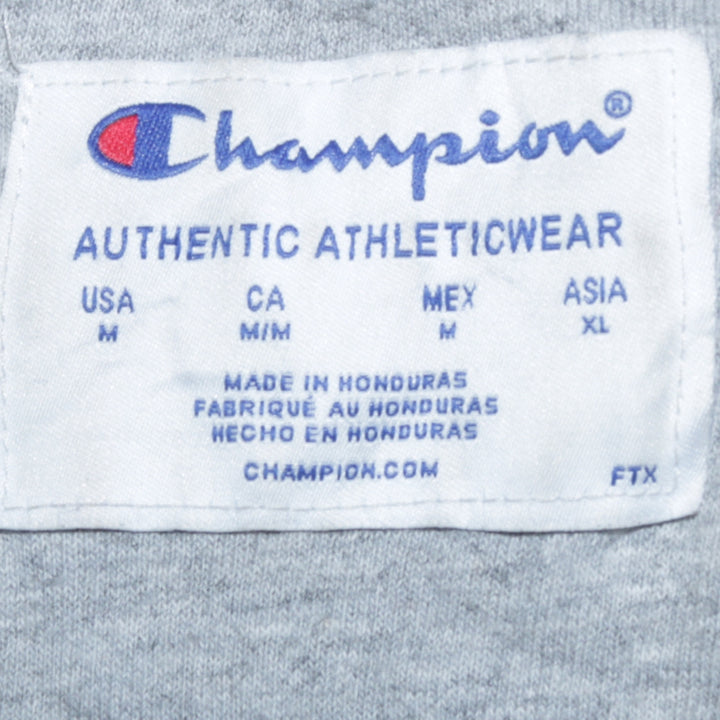 Champion®
AUTHENTIC ATHLETICWEAR
USA CA MEX ASIA
M M/M M XL
MADE IN HONDURAS
FABRIQUÉ AU HONDURAS
HECHO EN HONDURAS
CHAMPION.COM
FTX